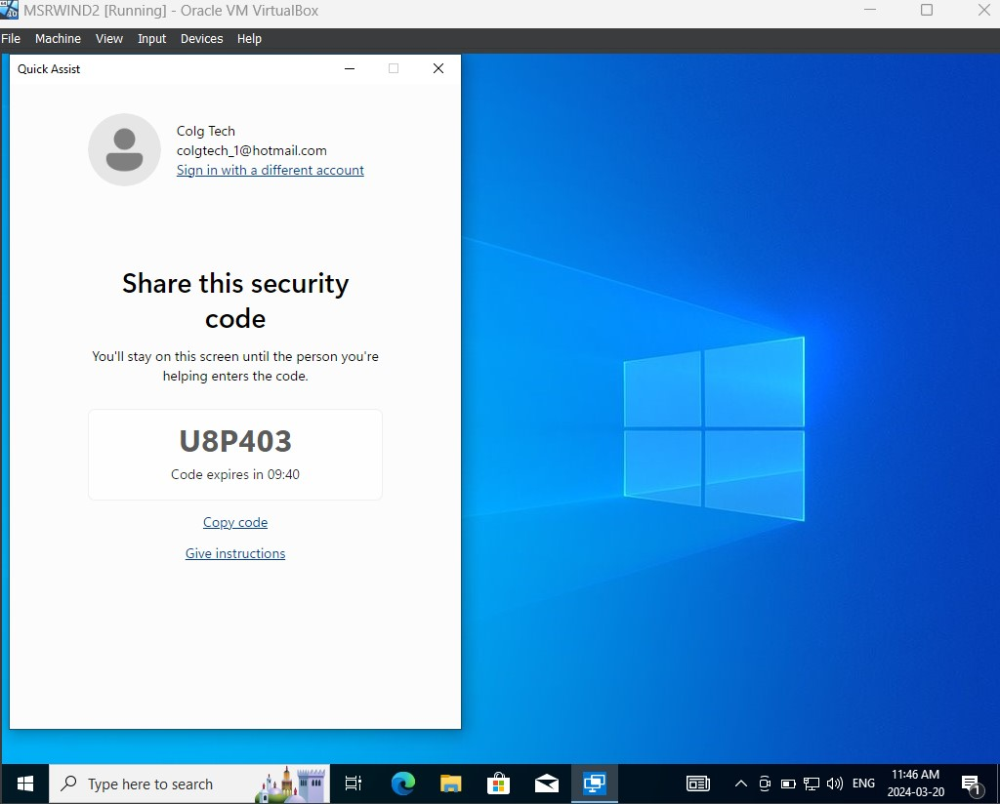 MSRWIND2 [Running] - Oracle VM VirtualBox
File Machine View Input Devices Help
Quick Assist
Colg Tech
colgtech_1@hotmail.com
Sign in with a different account
Share this security
code
You'll stay on this screen until the person you're
helping enters the code.
U8P403
Code expires in 09:40
Copy code
Give instructions
Type here to search
ENG
11:46 AM
2024-03-20
1